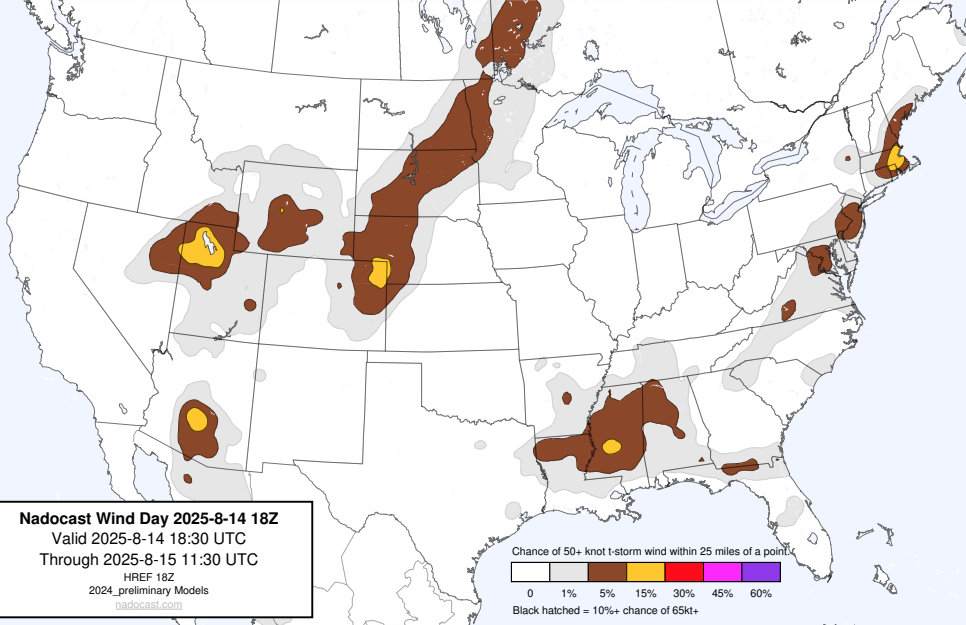 Nadocast Wind Day 2025-8-14 18Z
Valid 2025-8-14 18:30 UTC
Through 2025-8-15 11:30 UTC
HREF 18Z
2024_preliminary Models
nadocast.com
Chance of 50+ knot t-storm wind within 25 miles of a point.
0 1% 5% 15% 30% 45% 60%
Black hatched = 10%+ chance of 65kt+